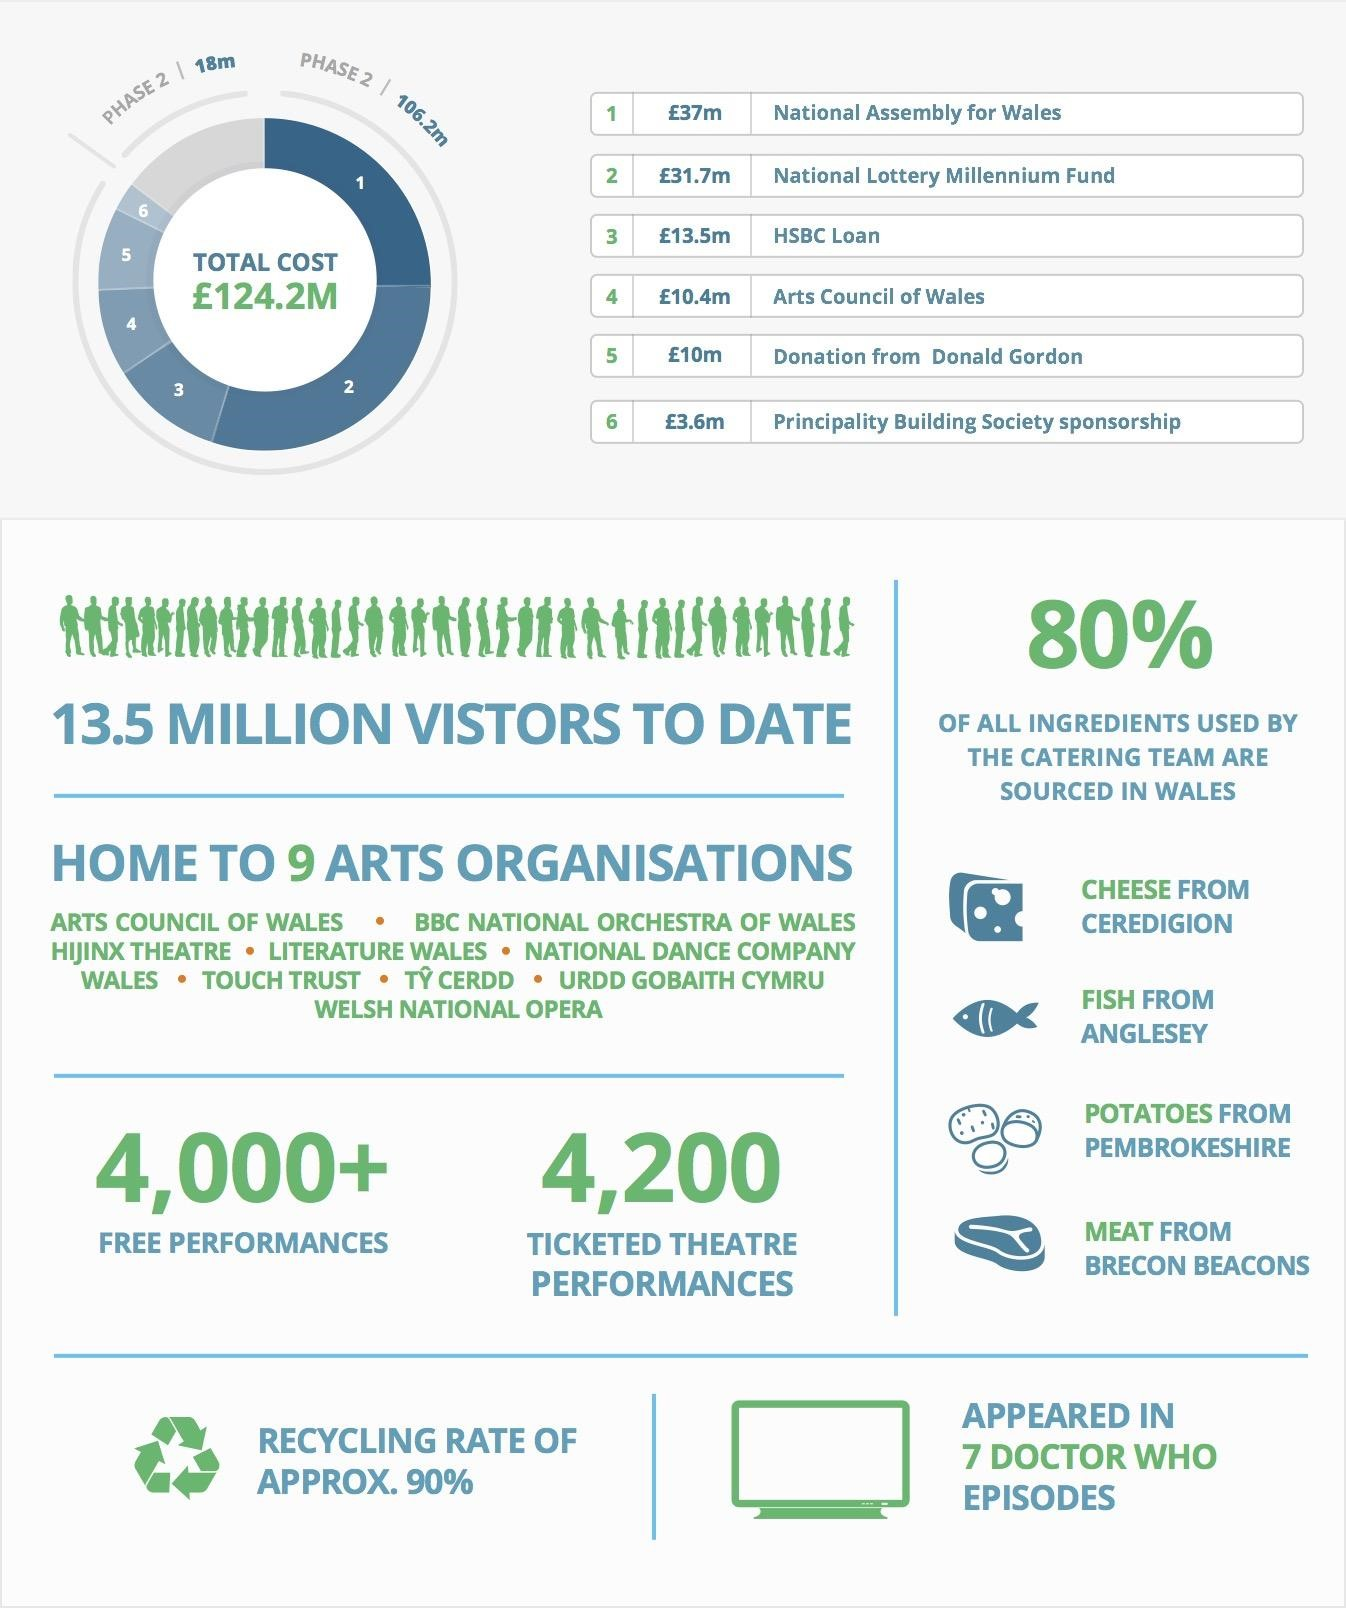 PHASE 2 | 18m
PHASE 2 | 106.2m
1
2
3
4
5
6
TOTAL COST
£124.2M
1 £37m National Assembly for Wales
2 £31.7m National Lottery Millennium Fund
3 £13.5m HSBC Loan
4 £10.4m Arts Council of Wales
5 £10m Donation from Donald Gordon
6 £3.6m Principality Building Society sponsorship
13.5 MILLION VISTORS TO DATE
HOME TO 9 ARTS ORGANISATIONS
ARTS COUNCIL OF WALES • BBC NATIONAL ORCHESTRA OF WALES
HIJINX THEATRE • LITERATURE WALES • NATIONAL DANCE COMPANY
WALES • TOUCH TRUST • TŶ CERDD • URDD GOBAITH CYMRU
WELSH NATIONAL OPERA
4,000+
FREE PERFORMANCES
4,200
TICKETED THEATRE
PERFORMANCES
80%
OF ALL INGREDIENTS USED BY
THE CATERING TEAM ARE
SOURCED IN WALES
CHEESE FROM
CEREDIGION
FISH FROM
ANGLESEY
POTATOES FROM
PEMBROKESHIRE
MEAT FROM
BRECON BEACONS
RECYCLING RATE OF
APPROX. 90%
APPEARED IN
7 DOCTOR WHO
EPISODES